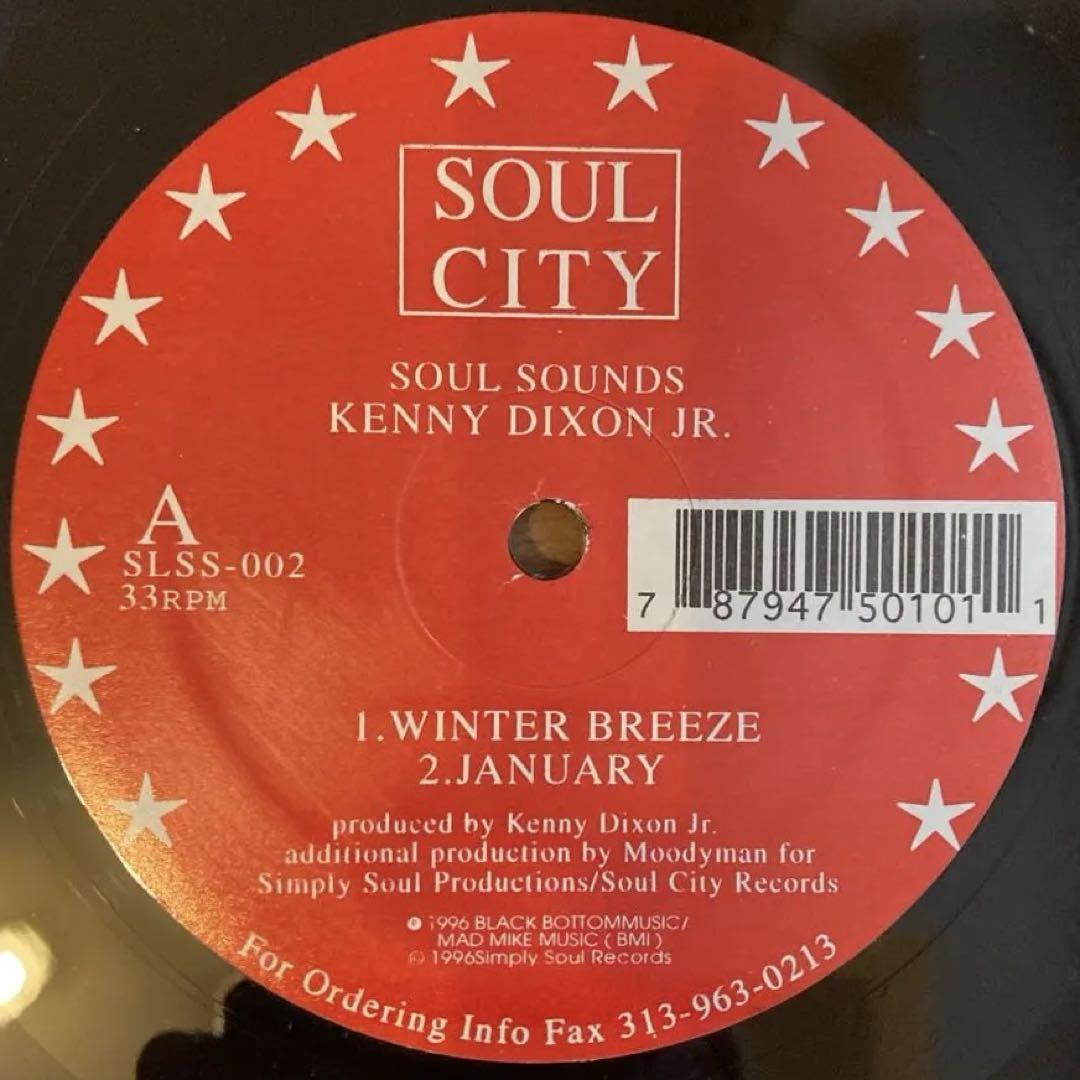 SOUL
CITY
SOUL SOUNDS
KENNY DIXON JR.
A
SLSS-002
33RPM
7 87947 50101 1
1.WINTER BREEZE
2.JANUARY
produced by Kenny Dixon Jr.
additional production by Moodyman for
Simply Soul Productions/Soul City Records
℗ 1996 BLACK BOTTOMMUSIC/
MAD MIKE MUSIC ( BMI )
© 1996Simply Soul Records
For Ordering Info Fax 313-963-0213